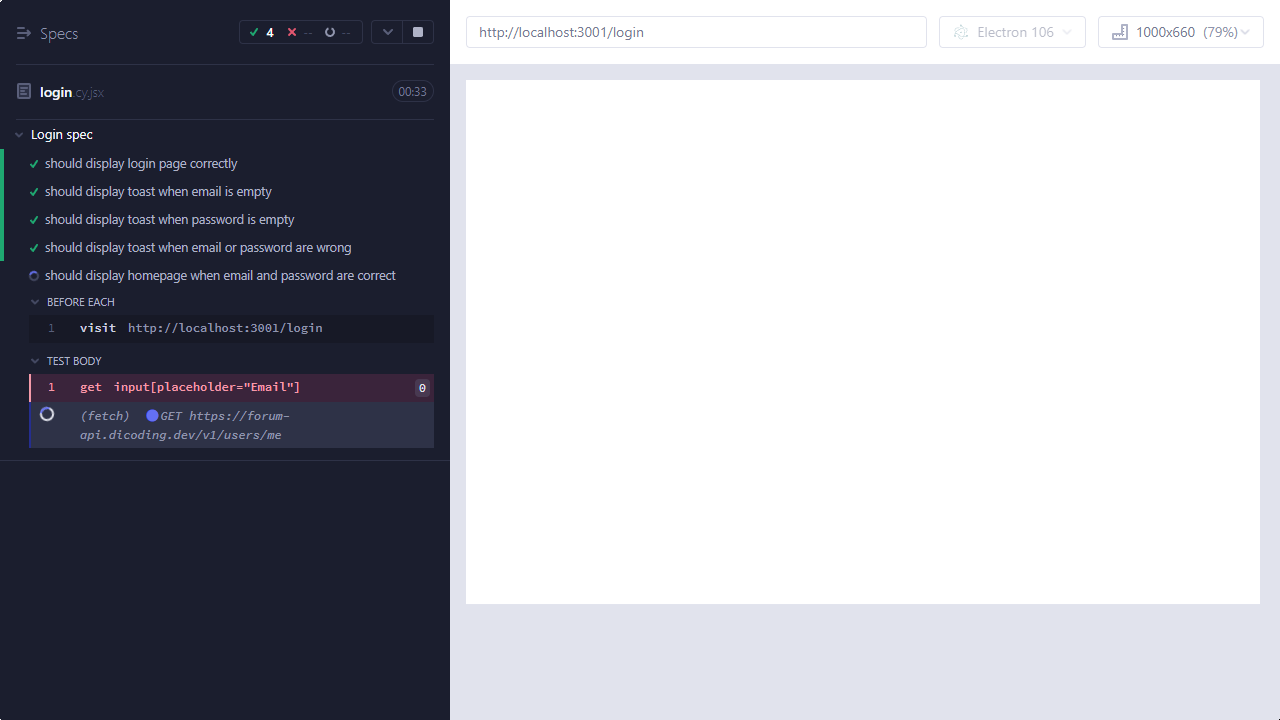 Specs
4 -- --
login.cy.jsx
00:33
Login spec
should display login page correctly
should display toast when email is empty
should display toast when password is empty
should display toast when email or password are wrong
should display homepage when email and password are correct
BEFORE EACH
1 visit http://localhost:3001/login
TEST BODY
1 get input[placeholder="Email"] 0
(fetch) GET https://forum-
api.dicoding.dev/v1/users/me
http://localhost:3001/login
Electron 106
1000x660 (79%)